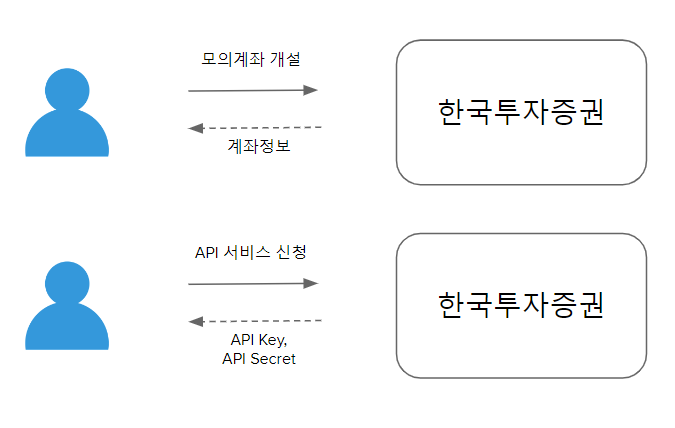 모의계좌 개설
한국투자증권
계좌정보
API 서비스 신청
한국투자증권
API Key,
API Secret